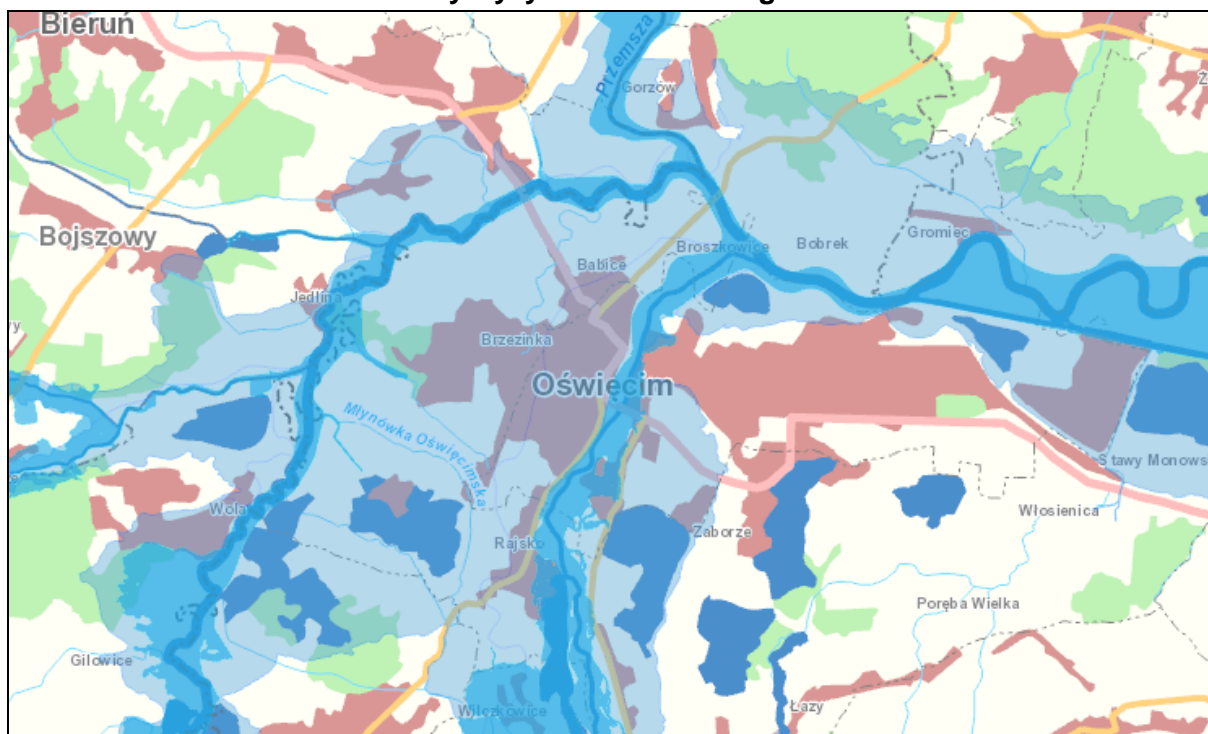 Bieruń
Przemsza
Gorzów
Bojszowy
Gromiec
Bobrek
Broszkowice
Babice
Jedlina
Brzezinka
Oświęcim
Młynówka Oświęcimska
Stawy Monows
Wola
Włosienica
Zaborze
Rajsko
Poręba Wielka
Gilowice
Łazy
Wilczkowice